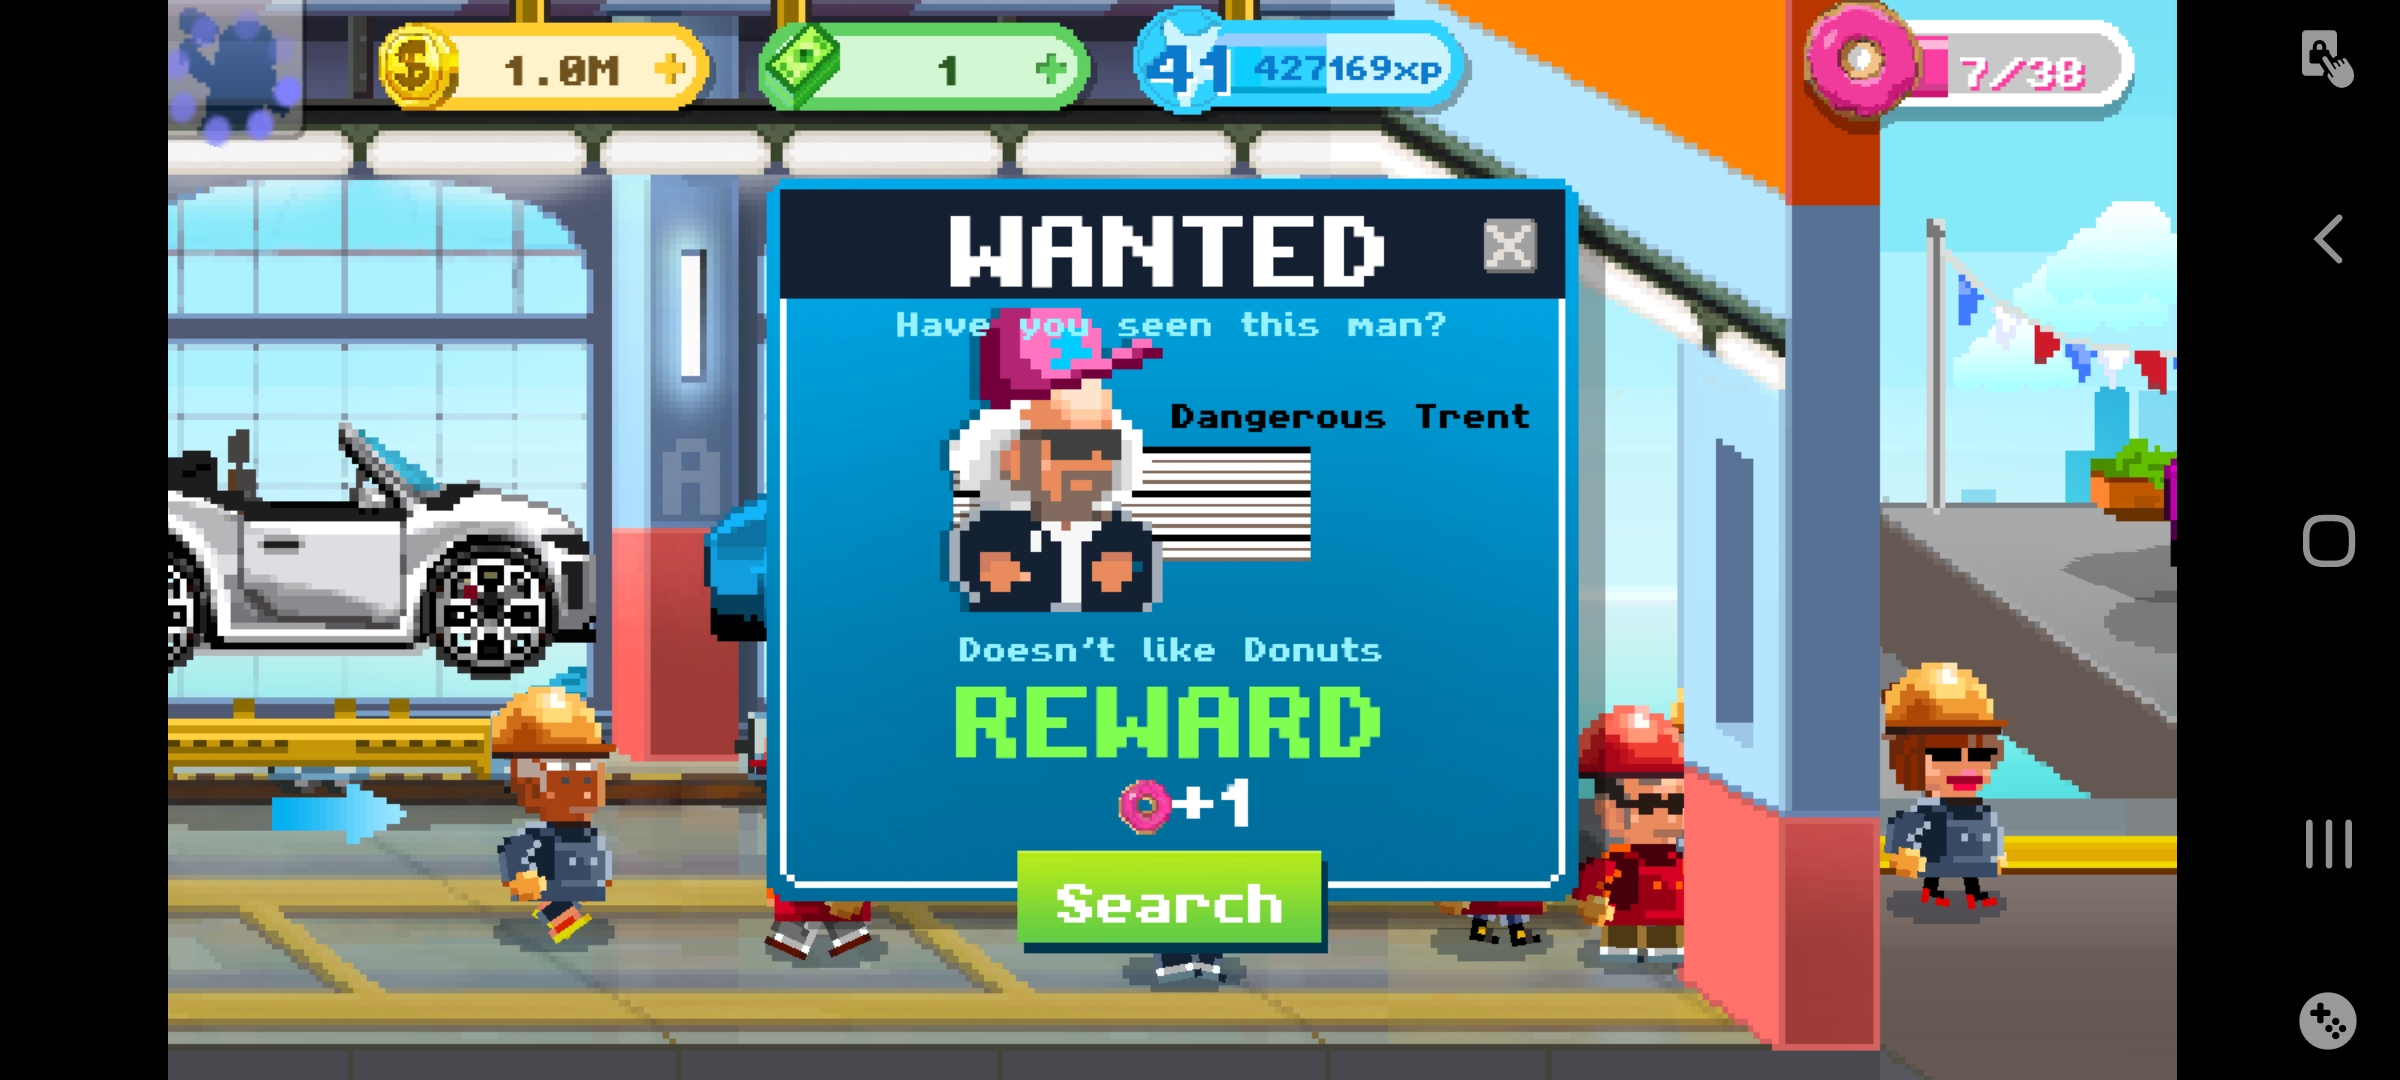 1.0M
1
41 427169xp
7/38
WANTED
Have you seen this man?
Dangerous Trent
A
Doesn't like Donuts
REWARD
+1
Search